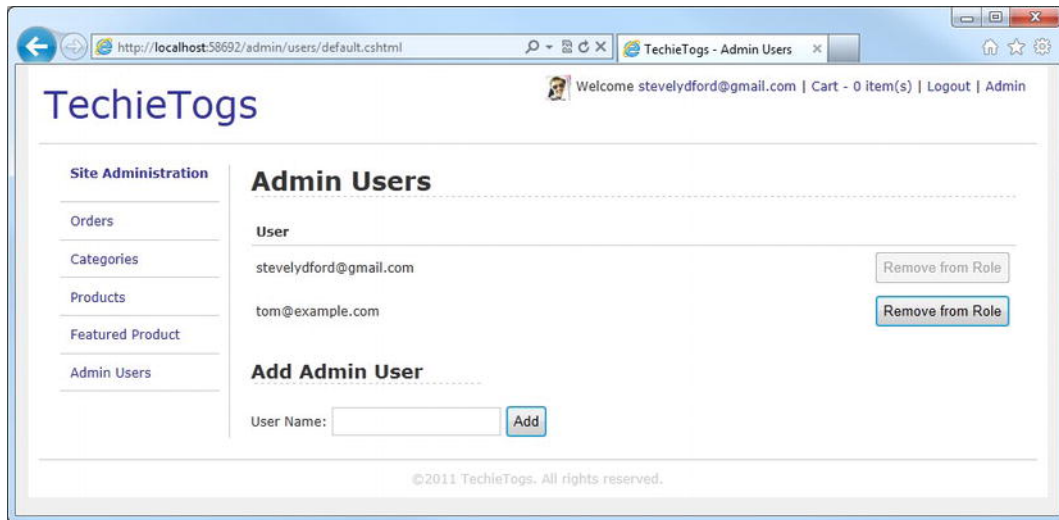 http://localhost:58692/admin/users/default.cshtml
TechieTogs - Admin Users
TechieTogs
Welcome stevelydford@gmail.com | Cart - 0 item(s) | Logout | Admin
Site Administration
Orders
Categories
Products
Featured Product
Admin Users
Admin Users
User
stevelydford@gmail.com Remove from Role
tom@example.com Remove from Role
Add Admin User
User Name: Add
©2011 TechieTogs. All rights reserved.